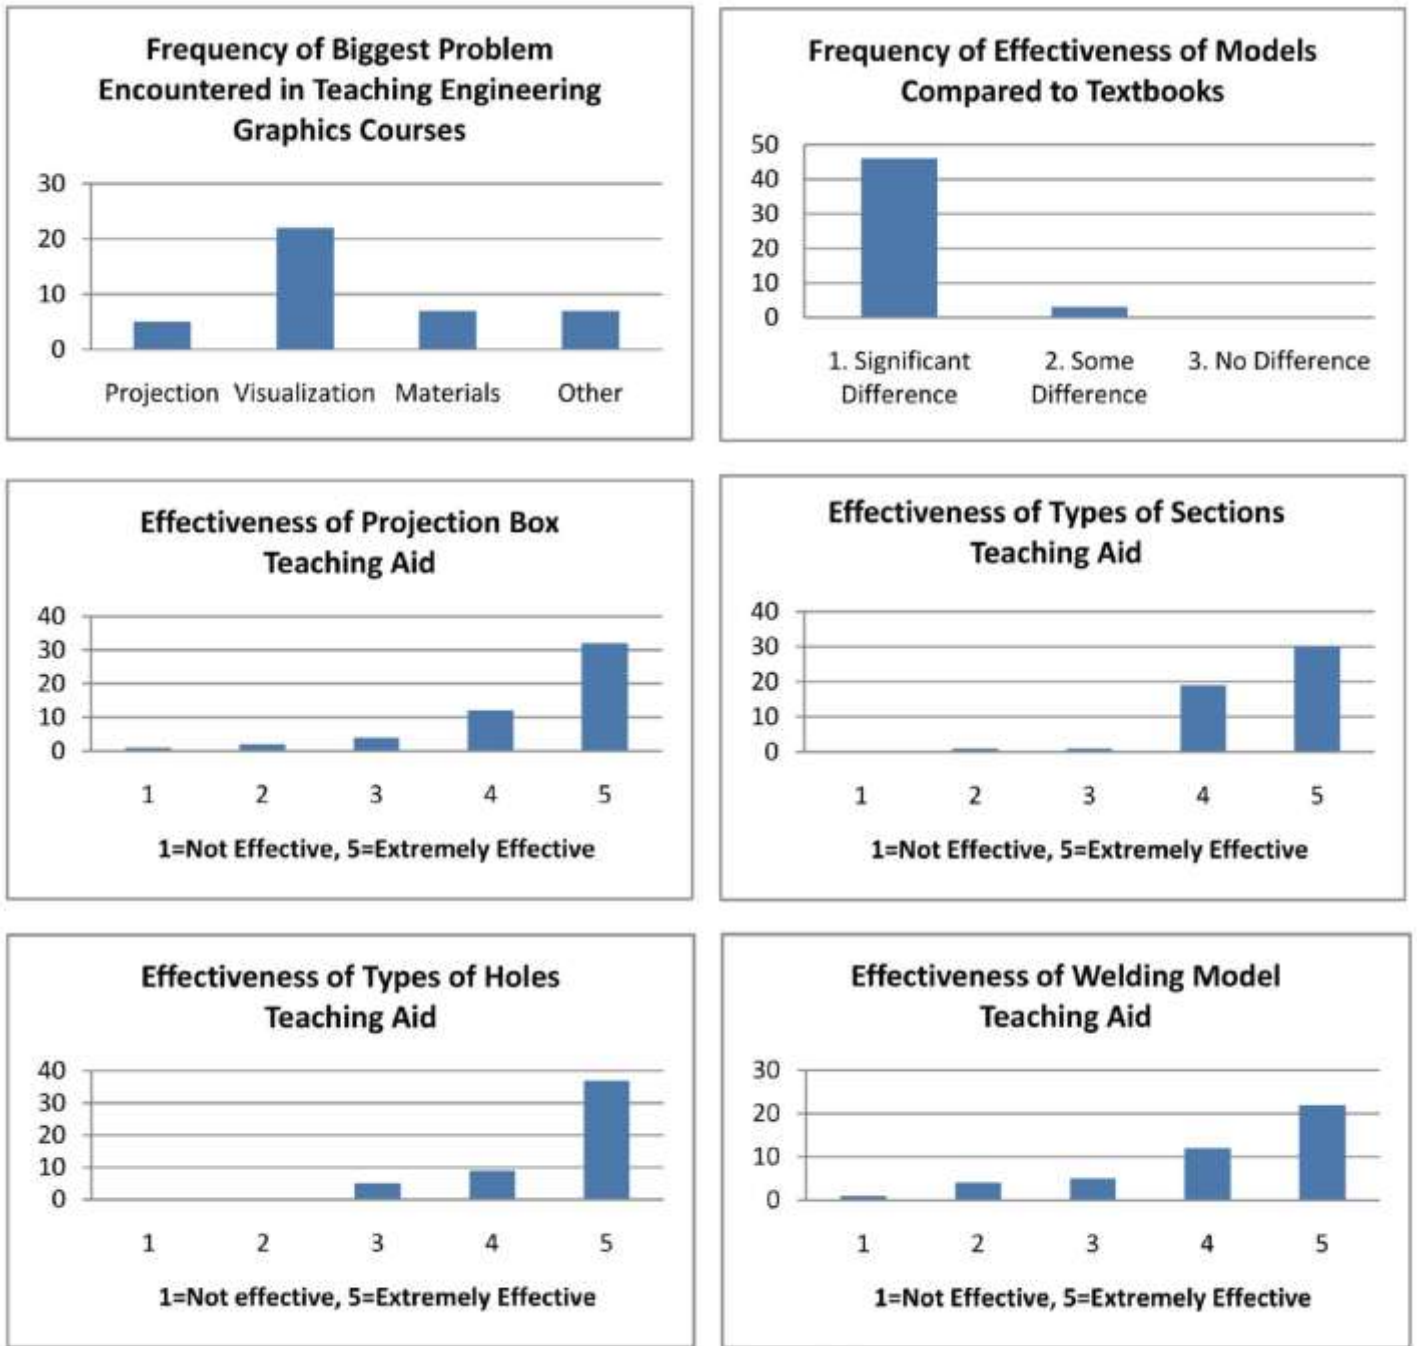 Frequency of Biggest Problem
Encountered in Teaching Engineering
Graphics Courses
30
20
10
0
Projection Visualization Materials Other
Frequency of Effectiveness of Models
Compared to Textbooks
50
40
30
20
10
0
1. Significant 2. Some 3. No Difference
Difference Difference
Effectiveness of Projection Box
Teaching Aid
40
30
20
10
0
1 2 3 4 5
1=Not Effective, 5=Extremely Effective
Effectiveness of Types of Sections
Teaching Aid
40
30
20
10
0
1 2 3 4 5
1=Not Effective, 5=Extremely Effective
Effectiveness of Types of Holes
Teaching Aid
40
30
20
10
0
1 2 3 4 5
1=Not effective, 5=Extremely Effective
Effectiveness of Welding Model
Teaching Aid
30
20
10
0
1 2 3 4 5
1=Not Effective, 5=Extremely Effective